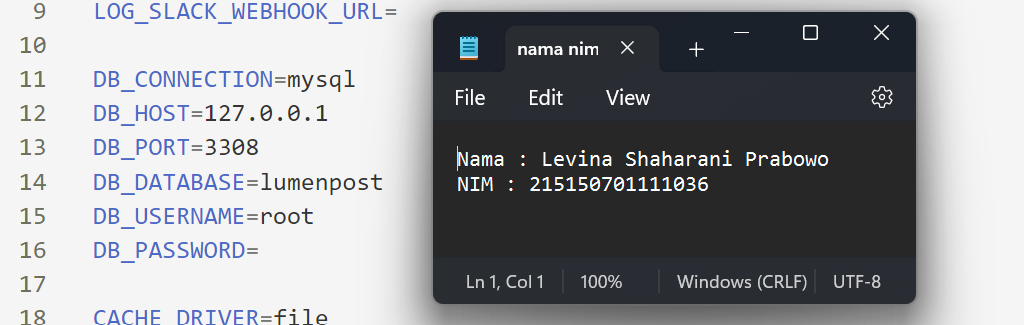 9 LOG_SLACK_WEBHOOK_URL=
10
11 DB_CONNECTION=mysql
12 DB_HOST=127.0.0.1
13 DB_PORT=3308
14 DB_DATABASE=lumenpost
15 DB_USERNAME=root
16 DB_PASSWORD=
17
18 CACHE_DRIVER=file
nama nim
File Edit View
Nama : Levina Shaharani Prabowo
NIM : 215150701111036
Ln 1, Col 1 100% Windows (CRLF) UTF-8